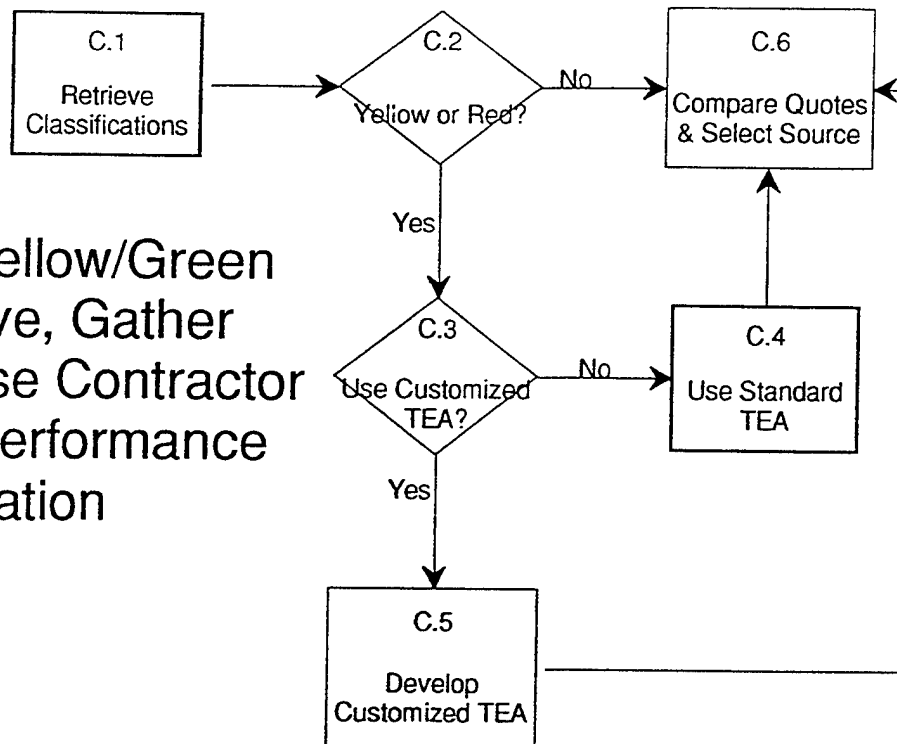 C.1
Retrieve
Classifications
C.2
Yellow or Red?
No
C.6
Compare Quotes
& Select Source
Yes
ellow/Green
ve, Gather
se Contractor
erformance
ation
C.3
Use Customized
TEA?
No
C.4
Use Standard
TEA
Yes
C.5
Develop
Customized TEA